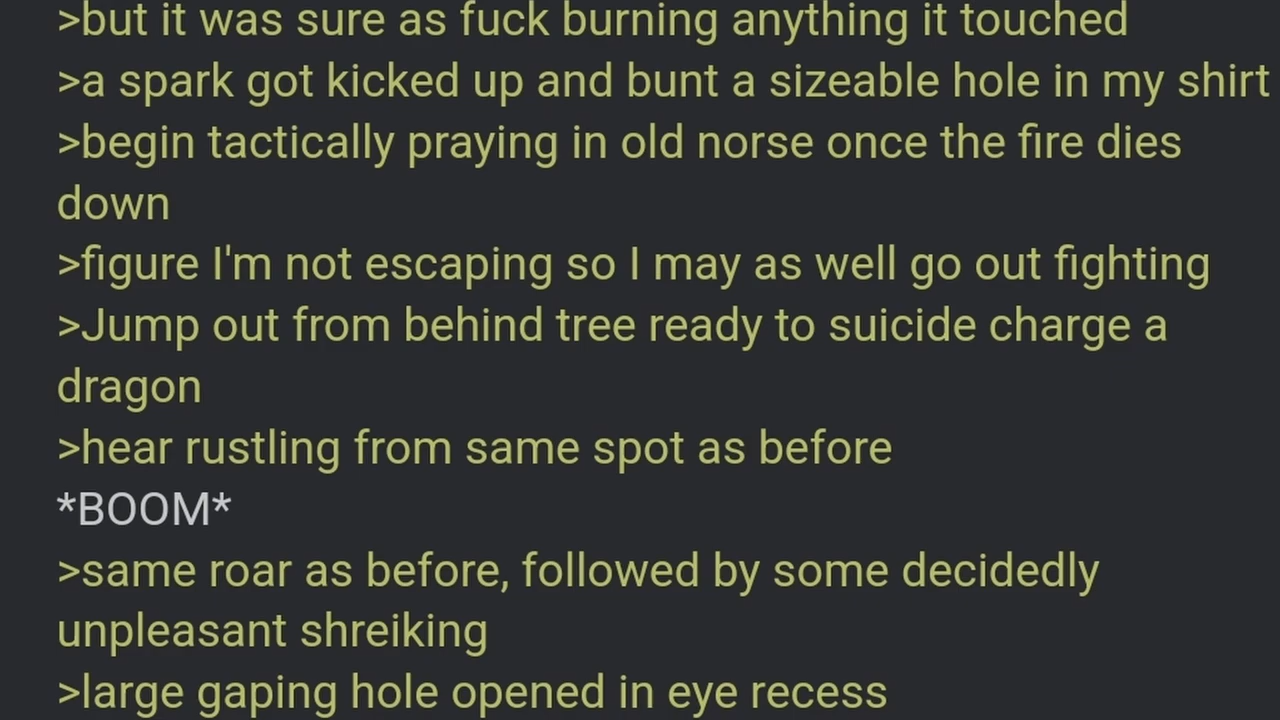 >but it was sure as fuck burning anything it touched
>a spark got kicked up and bunt a sizeable hole in my shirt
>begin tactically praying in old norse once the fire dies
down
>figure I'm not escaping so I may as well go out fighting
>Jump out from behind tree ready to suicide charge a
dragon
>hear rustling from same spot as before
*BOOM*
>same roar as before, followed by some decidedly
unpleasant shreiking
>large gaping hole opened in eye recess